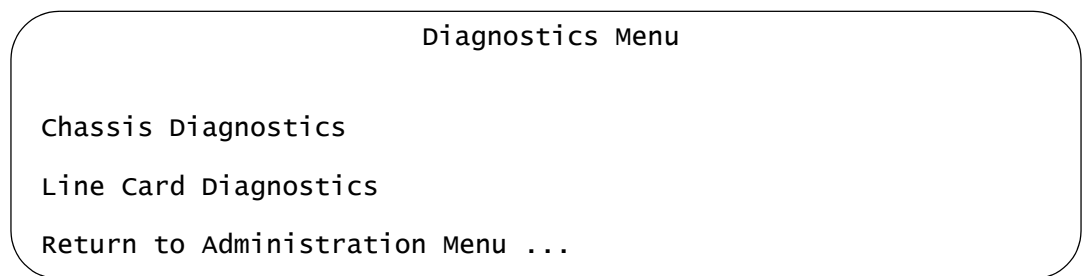 Diagnostics Menu
Chassis Diagnostics
Line Card Diagnostics
Return to Administration Menu ...